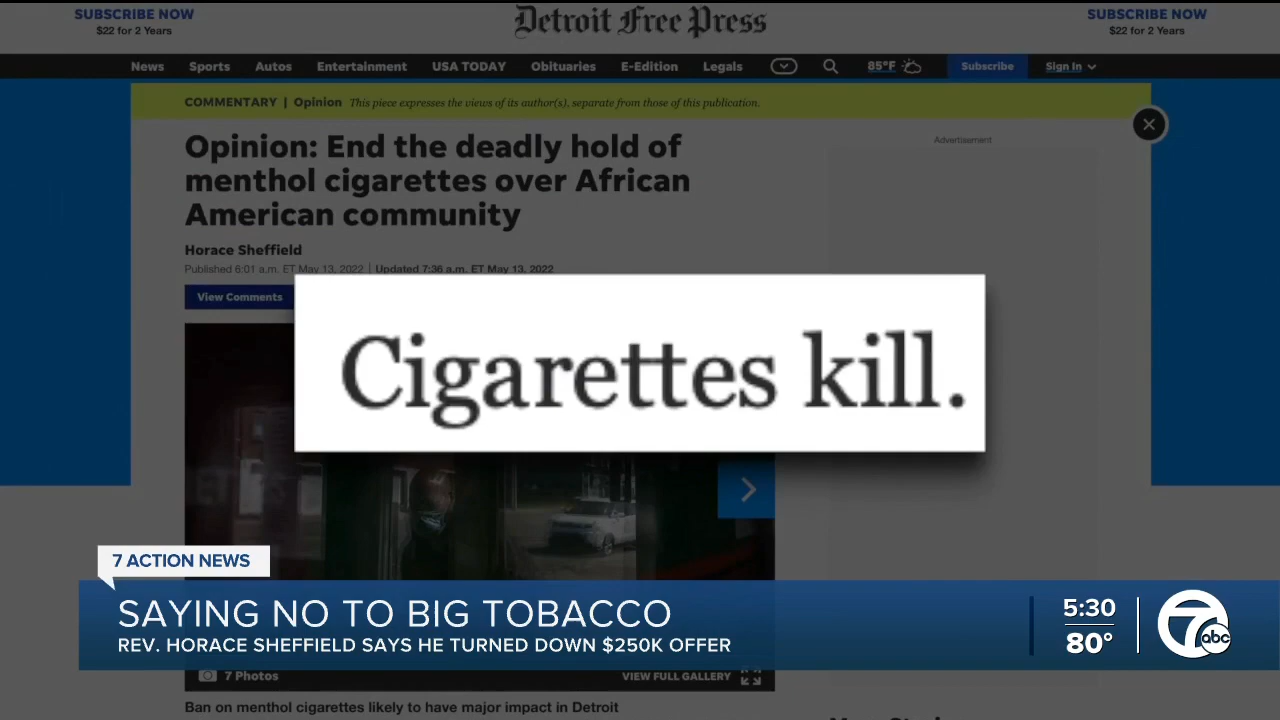 SUBSCRIBE NOW
$22 for 2 Years
Detroit Free Press
SUBSCRIBE NOW
$22 for 2 Years
News Sports Autos Entertainment USA TODAY Obituaries E-Edition Legals 85°F Subscribe Sign In
COMMENTARY | Opinion This piece expresses the views of its author(s), separate from those of this publication.
Advertisement
Opinion: End the deadly hold of
menthol cigarettes over African
American community
Horace Sheffield
Published 6:01 a.m. ET May 13, 2022 | Updated 7:36 a.m. ET May 13, 2022
View Comments
Cigarettes kill.
7 ACTION NEWS
SAYING NO TO BIG TOBACCO
REV. HORACE SHEFFIELD SAYS HE TURNED DOWN $250K OFFER
5:30
80°
7 abc
7 Photos
VIEW FULL GALLERY
Ban on menthol cigarettes likely to have major impact in Detroit